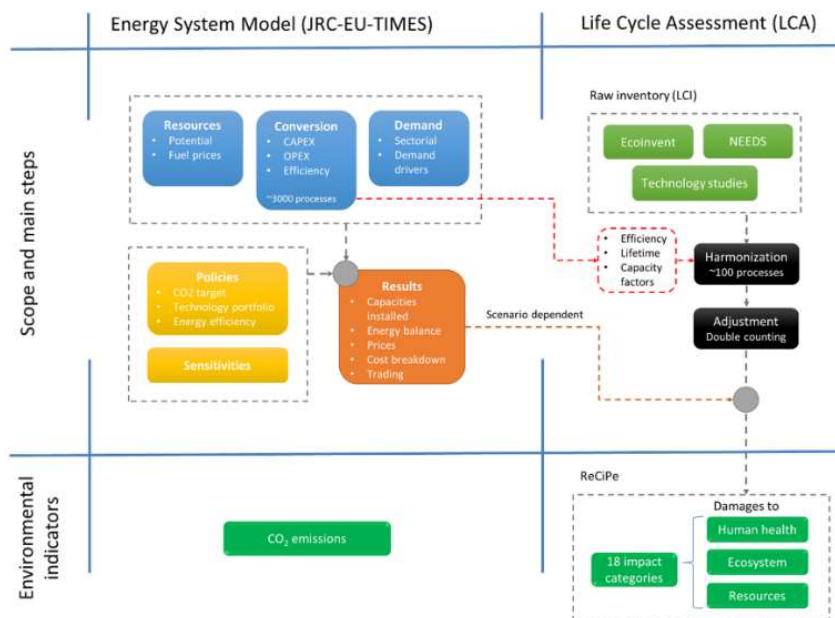 Energy System Model (JRC-EU-TIMES)
Life Cycle Assessment (LCA)
Scope and main steps
Resources
• Potential
• Fuel prices
Conversion
• CAPEX
• OPEX
• Efficiency
~3000 processes
Demand
• Sectorial
• Demand
drivers
Raw inventory (LCI)
Ecoinvent
NEEDS
Technology studies
• Efficiency
• Lifetime
• Capacity
factors
Harmonization
~100 processes
Adjustment
Double counting
Policies
• CO2 target
• Technology portfolio
• Energy efficiency
Sensitivities
Results
• Capacities
installed
• Energy balance
• Prices
• Cost breakdown
• Trading
Scenario dependent
Environmental
indicators
CO₂ emissions
ReCiPe
Damages to
18 impact
categories
Human health
Ecosystem
Resources